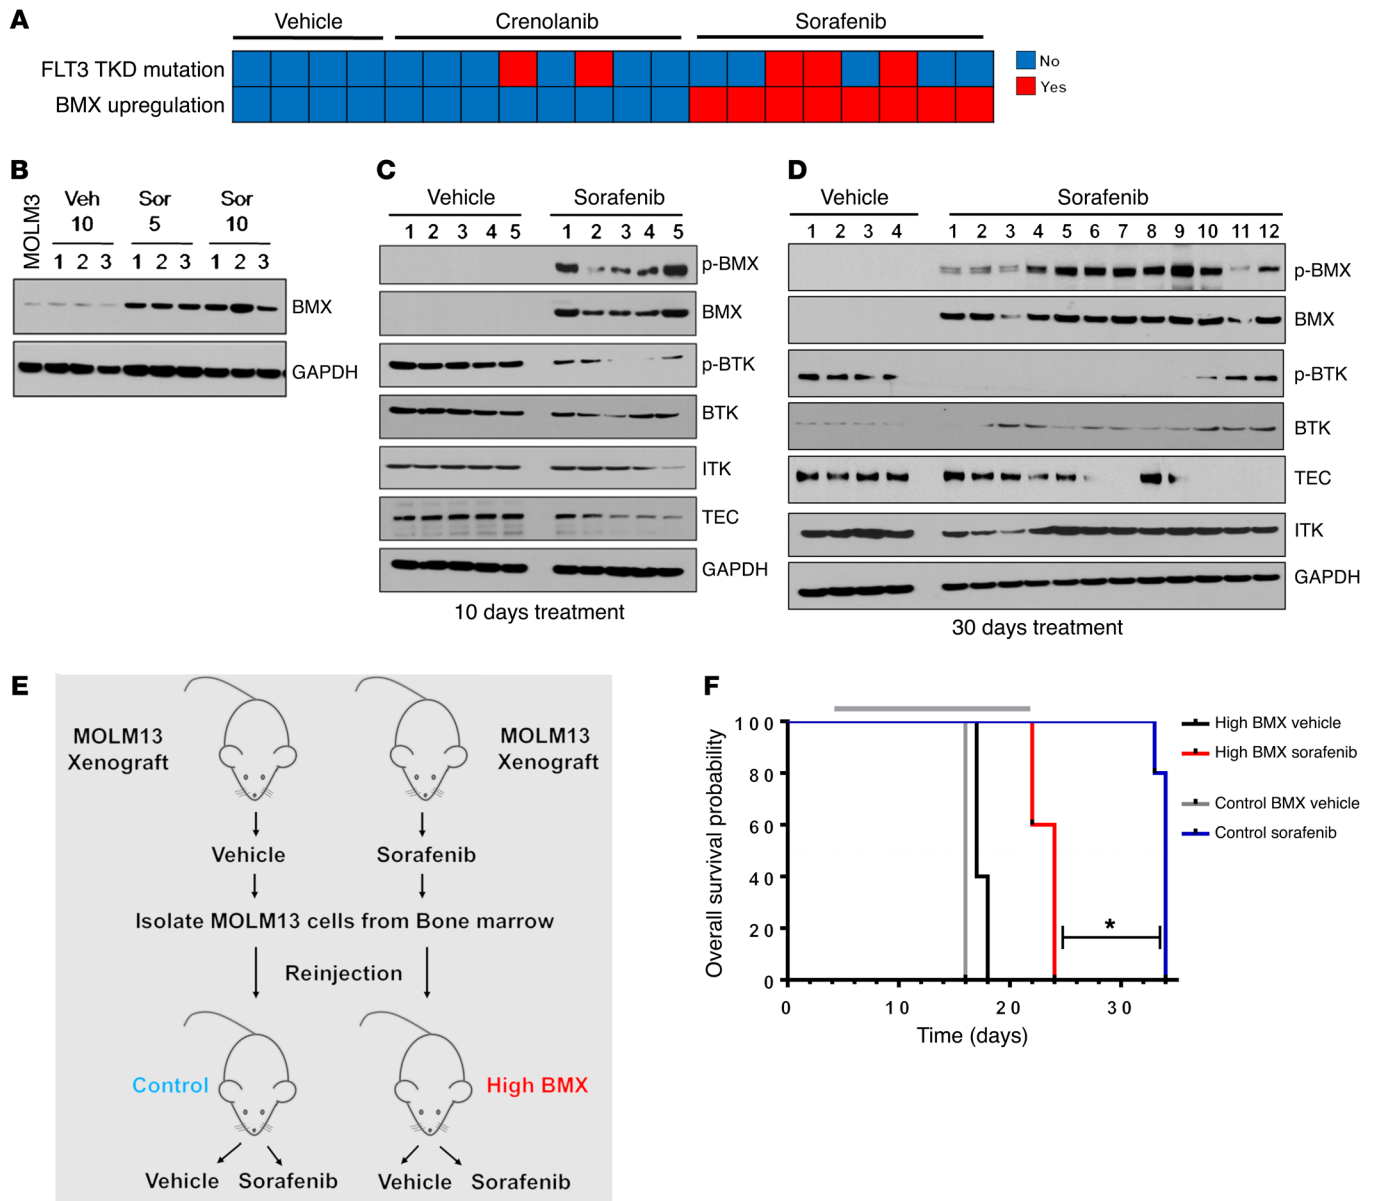 A
Vehicle Crenolanib Sorafenib
FLT3 TKD mutation
BMX upregulation
No
Yes
B
MOLM3
Veh Sor Sor
10 5 10
1 2 3 1 2 3 1 2 3
BMX
GAPDH
C
Vehicle Sorafenib
1 2 3 4 5 1 2 3 4 5
p-BMX
BMX
p-BTK
BTK
ITK
TEC
GAPDH
10 days treatment
D
Vehicle Sorafenib
1 2 3 4 1 2 3 4 5 6 7 8 9 10 11 12
p-BMX
BMX
p-BTK
BTK
TEC
ITK
GAPDH
30 days treatment
E
MOLM13 MOLM13
Xenograft Xenograft
Vehicle Sorafenib
Isolate MOLM13 cells from Bone marrow
Reinjection
Control High BMX
Vehicle Sorafenib Vehicle Sorafenib
F
Overall survival probability
100
80
60
40
20
0
*
0 10 20 30
Time (days)
High BMX vehicle
High BMX sorafenib
Control BMX vehicle
Control sorafenib